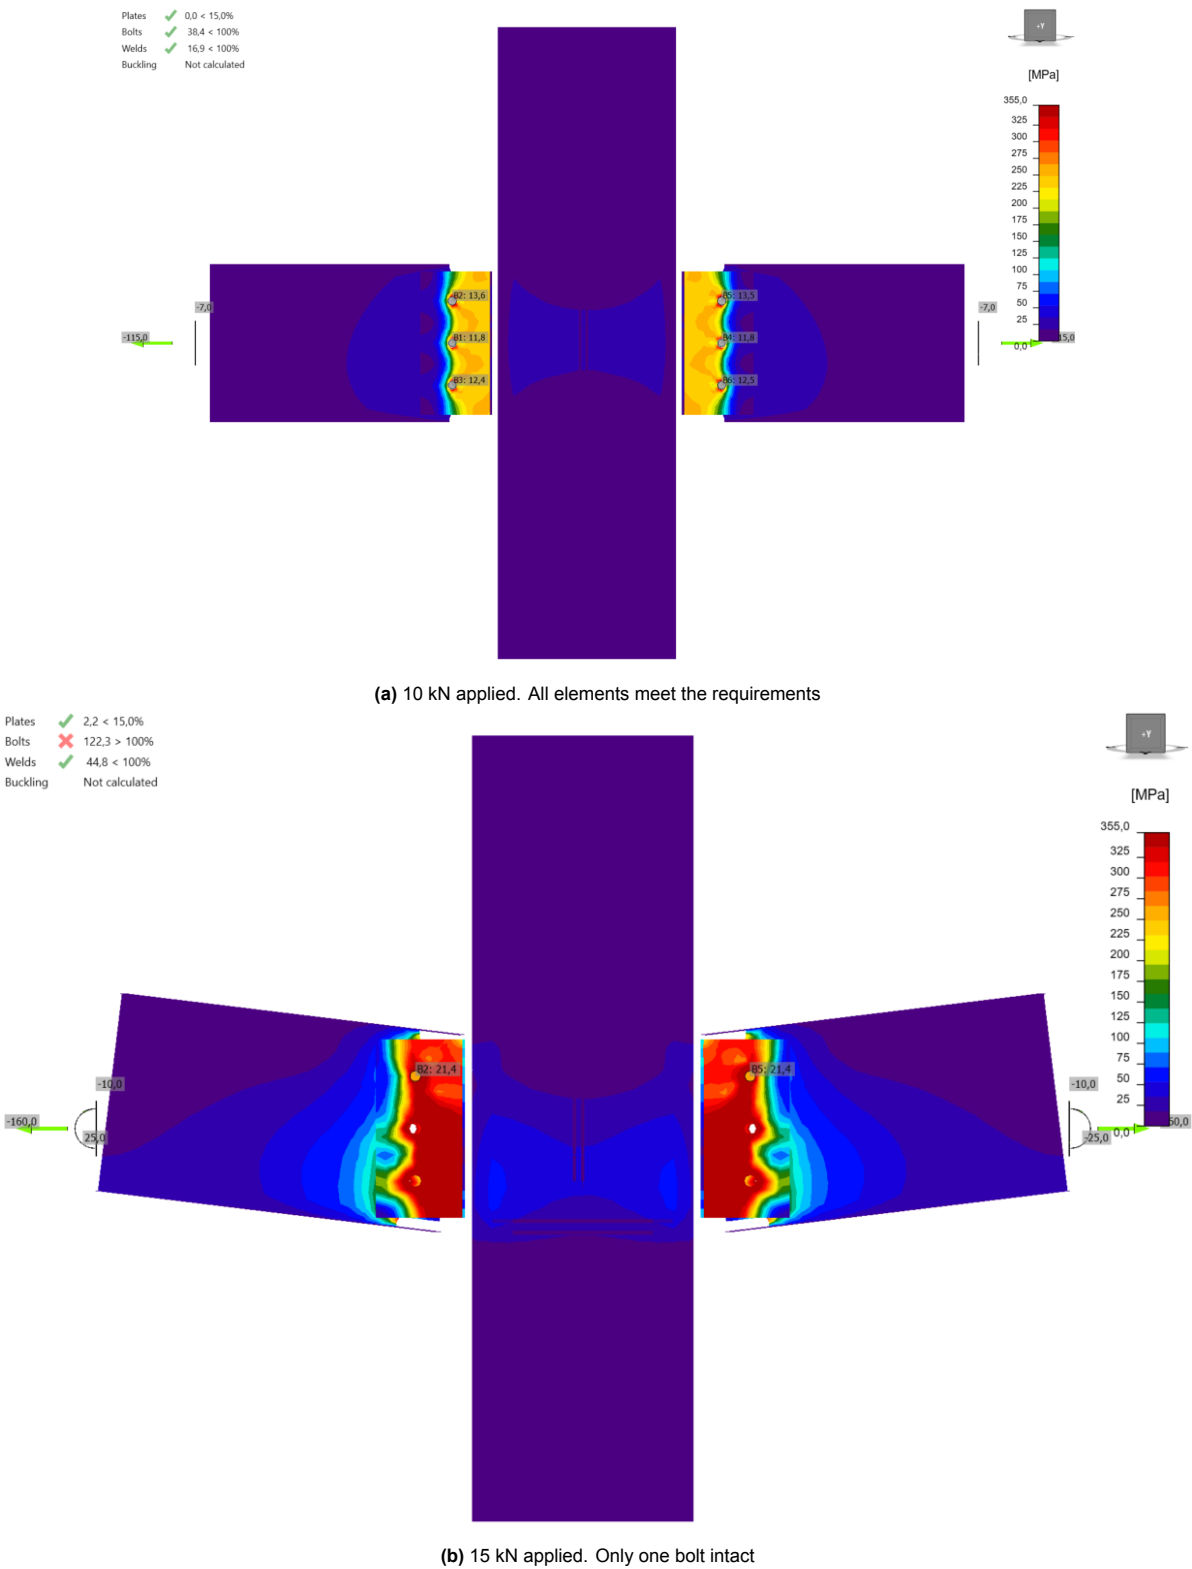 Plates 0,0 < 15,0%
Bolts 38,4 < 100%
Welds 16,9 < 100%
Buckling Not calculated
+Y
[MPa]
355,0
325
300
275
250
225
200
175
150
125
100
75
50
25
0,0
-7,0
-115,0
B2: 13,6
B1: 11,8
B3: 12,4
B5: 13,5
B4: 11,8
B6: 12,5
-7,0
15,0
(a) 10 kN applied. All elements meet the requirements
Plates 2,2 < 15,0%
Bolts 122,3 > 100%
Welds 44,8 < 100%
Buckling Not calculated
+Y
[MPa]
355,0
325
300
275
250
225
200
175
150
125
100
75
50
25
0,0
-10,0
-160,0
25,0
B2: 21,4
B5: 21,4
-10,0
-25,0
50,0
(b) 15 kN applied. Only one bolt intact